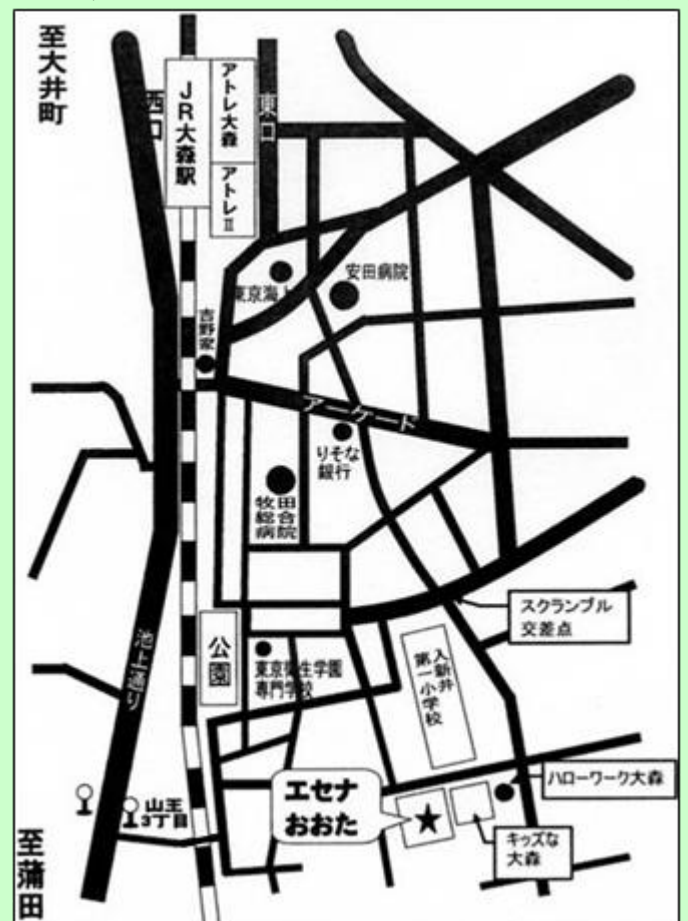 至大井町
西口
JR大森駅
アトレ大森
アトレⅡ
東口
東京海上
安田病院
吉野家
アーケード
りそな
銀行
牧田
総合
病院
スクランブル
交差点
池上通り
公園
東京衛生学園
専門学校
入新井
第一小学校
エセナ
おおた
ハローワーク大森
キッズな
大森
山王
3丁目
至蒲田